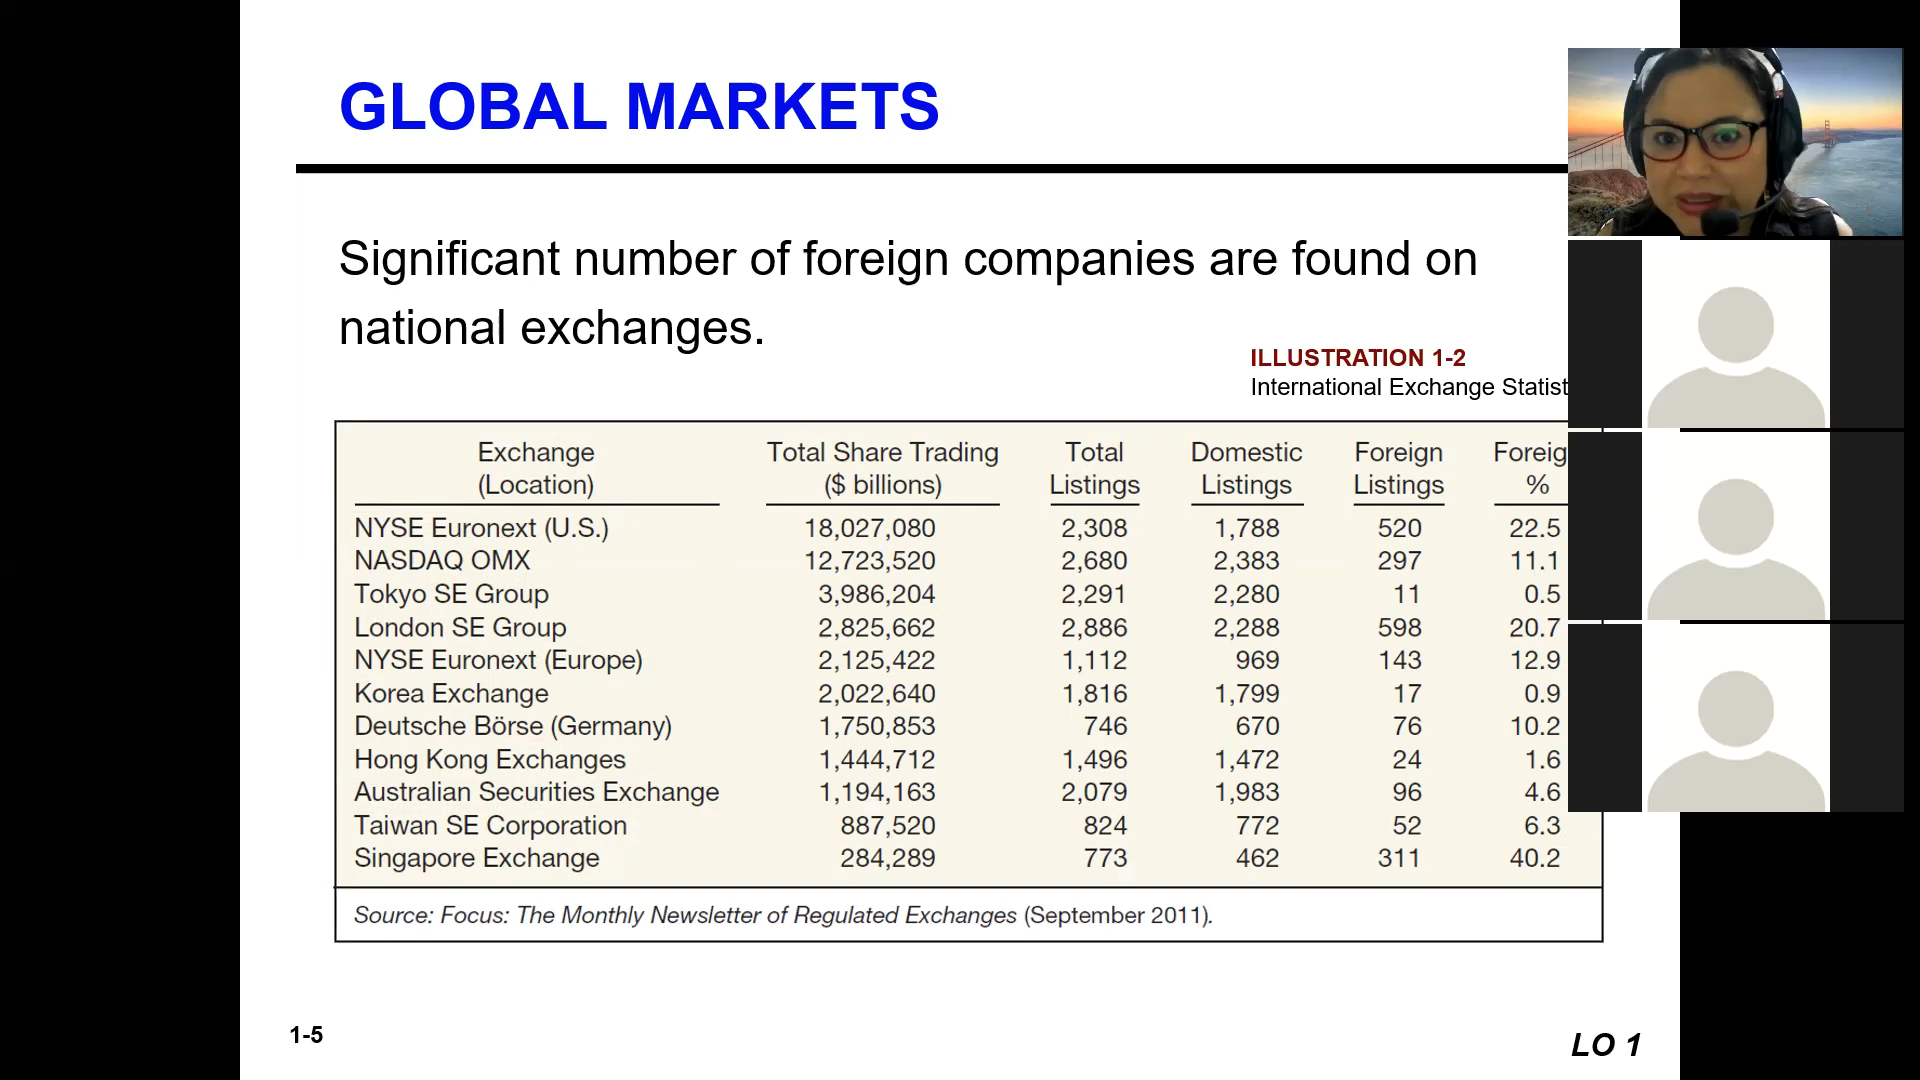 GLOBAL MARKETS
Significant number of foreign companies are found on
national exchanges.
ILLUSTRATION 1-2
International Exchange
Exchange Total Share Trading Total Domestic Foreign
(Location) ($ billions) Listings Listings Listings %
NYSE Euronext (U.S.) 18,027,080 2,308 1,788 520 22.5
NASDAQ OMX 12,723,520 2,680 2,383 297 11.1
Tokyo SE Group 3,986,204 2,291 2,280 11 0.5
London SE Group 2,825,662 2,886 2,288 598 20.7
NYSE Euronext (Europe) 2,125,422 1,112 969 143 12.9
Korea Exchange 2,022,640 1,816 1,799 17 0.9
Deutsche Börse (Germany) 1,750,853 746 670 76 10.2
Hong Kong Exchanges 1,444,712 1,496 1,472 24 1.6
Australian Securities Exchange 1,194,163 2,079 1,983 96 4.6
Taiwan SE Corporation 887,520 824 772 52 6.3
Singapore Exchange 284,289 773 462 311 40.2
Source: Focus: The Monthly Newsletter of Regulated Exchanges (September 2011).
1-5
LO 1